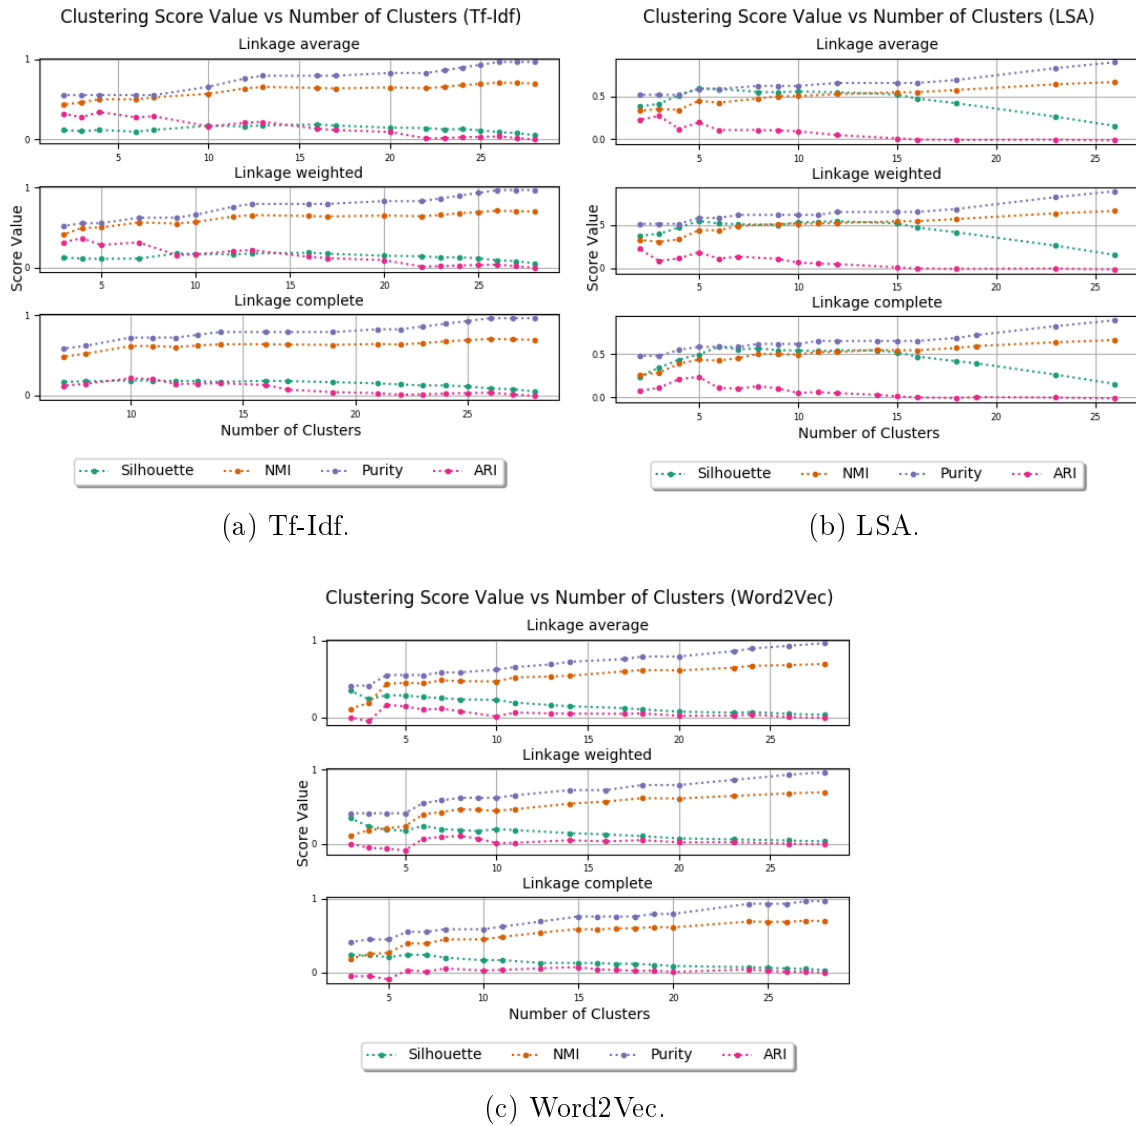 Clustering Score Value vs Number of Clusters (Tf-Idf)
Linkage average
1
0
5 10 15 20 25
Linkage weighted
1
0
5 10 15 20 25
Score Value
Linkage complete
1
0
10 15 20 25
Number of Clusters
Silhouette NMI Purity ARI
(a) Tf-Idf.
Clustering Score Value vs Number of Clusters (LSA)
Linkage average
0.5
0.0
5 10 15 20 25
Linkage weighted
0.5
0.0
5 10 15 20 25
Score Value
Linkage complete
0.5
0.0
5 10 15 20 25
Number of Clusters
Silhouette NMI Purity ARI
(b) LSA.
Clustering Score Value vs Number of Clusters (Word2Vec)
Linkage average
1
0
5 10 15 20 25
Linkage weighted
1
0
5 10 15 20 25
Score Value
Linkage complete
1
0
5 10 15 20 25
Number of Clusters
Silhouette NMI Purity ARI
(c) Word2Vec.